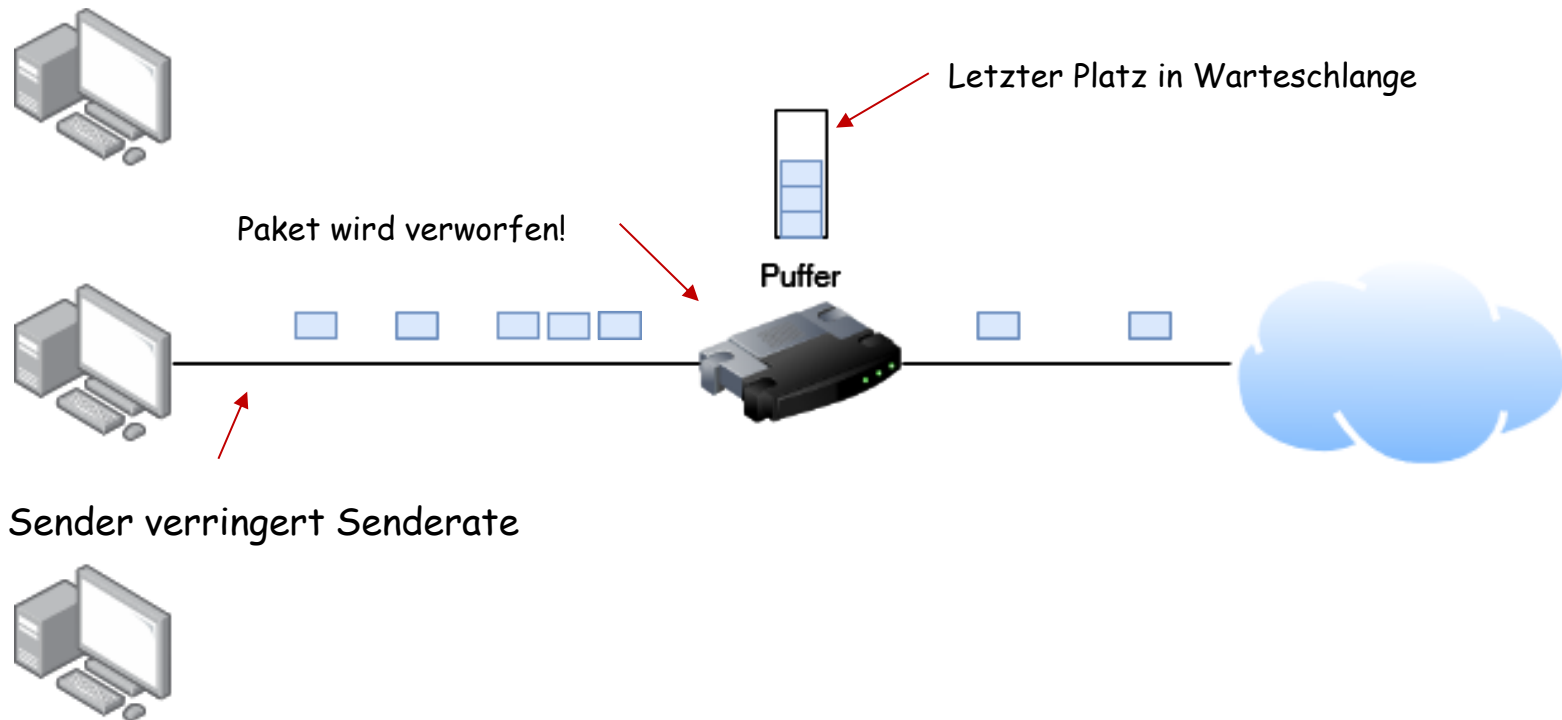 Letzter Platz in Warteschlange
Paket wird verworfen!
Puffer
Sender verringert Senderate